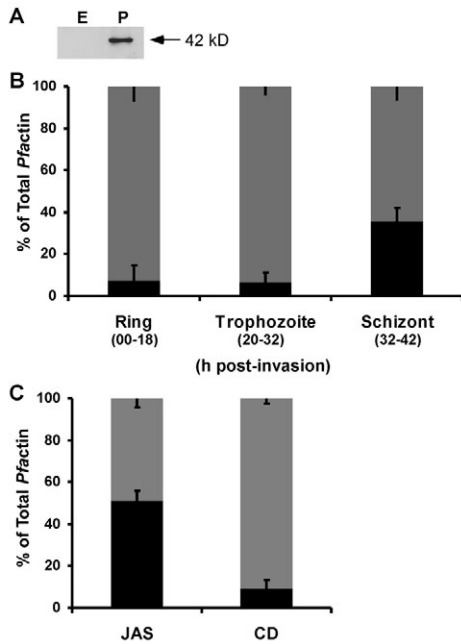 A
E P
42 kD
B
% of Total Pfactin
100
80
60
40
20
0
Ring Trophozoite Schizont
(00-18) (20-32) (32-42)
(h post-invasion)
C
% of Total Pfactin
100
80
60
40
20
0
JAS CD